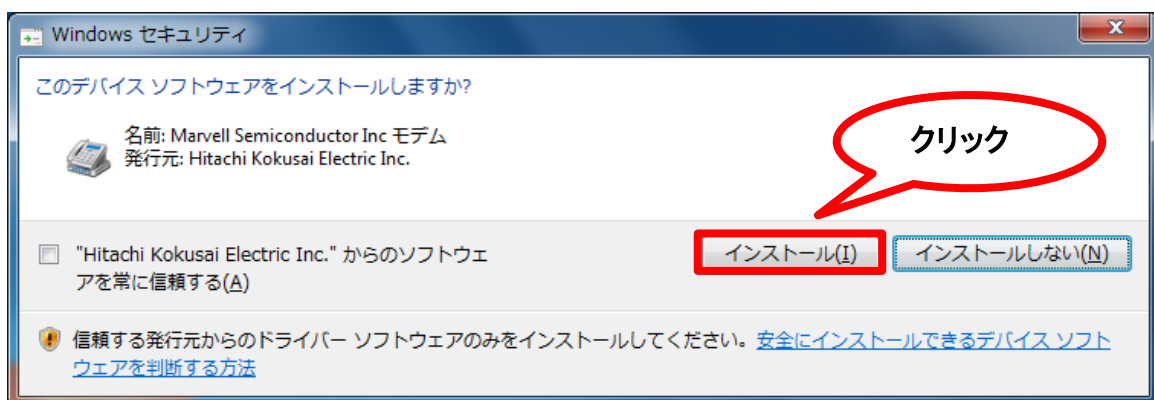 Windows セキュリティ
このデバイス ソフトウェアをインストールしますか?
名前: Marvell Semiconductor Inc モデム
発行元: Hitachi Kokusai Electric Inc.
クリック
"Hitachi Kokusai Electric Inc." からのソフトウェ
アを常に信頼する(A)
インストール(I)
インストールしない(N)
信頼する発行元からのドライバー ソフトウェアのみをインストールしてください。安全にインストールできるデバイス ソフト
ウェアを判断する方法